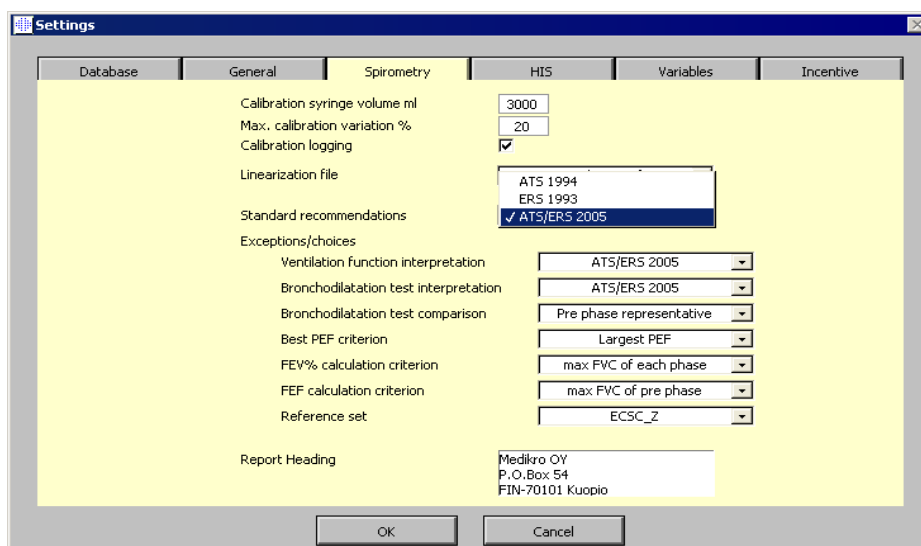 Settings
Database General Spirometry HIS Variables Incentive
Calibration syringe volume ml 3000
Max. calibration variation % 20
Calibration logging
Linearization file
ATS 1994
ERS 1993
Standard recommendations ✓ ATS/ERS 2005
Exceptions/choices
Ventilation function interpretation ATS/ERS 2005
Bronchodilatation test interpretation ATS/ERS 2005
Bronchodilatation test comparison Pre phase representative
Best PEF criterion Largest PEF
FEV% calculation criterion max FVC of each phase
FEF calculation criterion max FVC of pre phase
Reference set ECSC_Z
Report Heading Medikro OY
P.O.Box 54
FIN-70101 Kuopio
OK Cancel